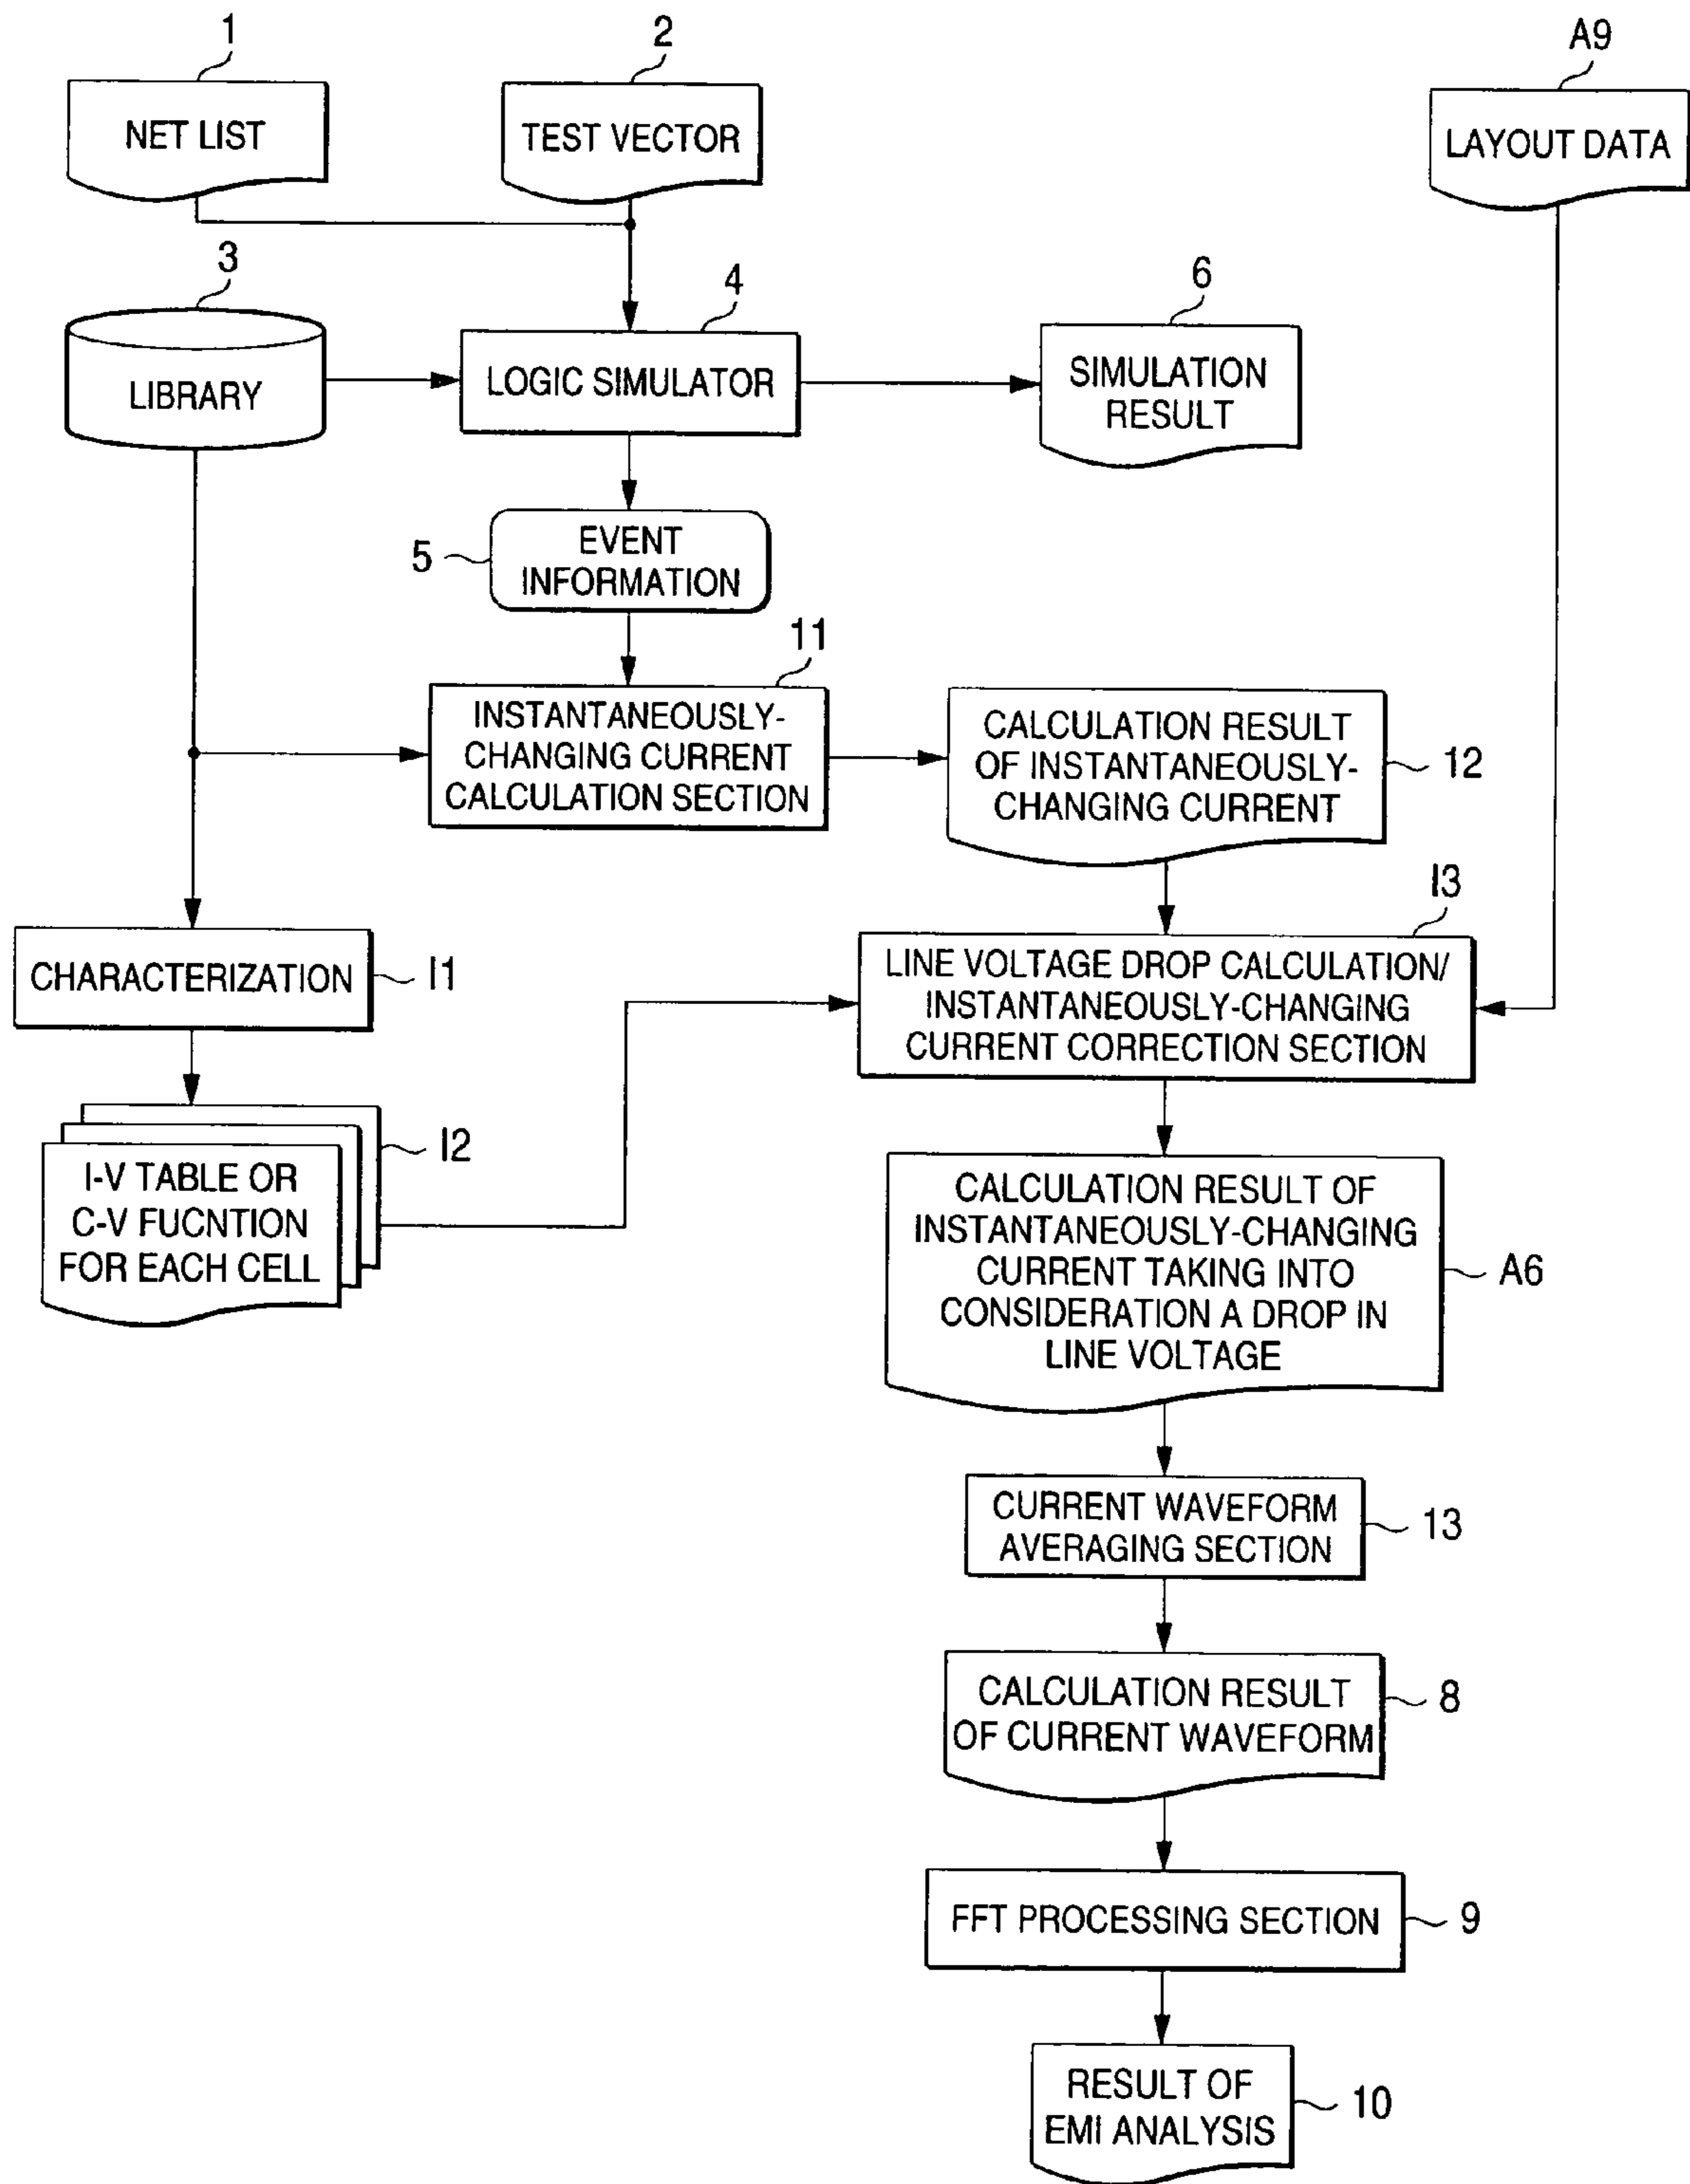 1
2
A9
NET LIST
TEST VECTOR
LAYOUT DATA
3
4
6
LIBRARY
LOGIC SIMULATOR
SIMULATION
RESULT
5
EVENT
INFORMATION
11
INSTANTANEOUSLY-
CHANGING CURRENT
CALCULATION SECTION
CALCULATION RESULT
OF INSTANTANEOUSLY-
CHANGING CURRENT
12
I3
CHARACTERIZATION
I1
LINE VOLTAGE DROP CALCULATION/
INSTANTANEOUSLY-CHANGING
CURRENT CORRECTION SECTION
I-V TABLE OR
C-V FUCNTION
FOR EACH CELL
I2
CALCULATION RESULT OF
INSTANTANEOUSLY-CHANGING
CURRENT TAKING INTO
CONSIDERATION A DROP IN
LINE VOLTAGE
A6
CURRENT WAVEFORM
AVERAGING SECTION
13
CALCULATION RESULT
OF CURRENT WAVEFORM
8
FFT PROCESSING SECTION
9
RESULT OF
EMI ANALYSIS
10